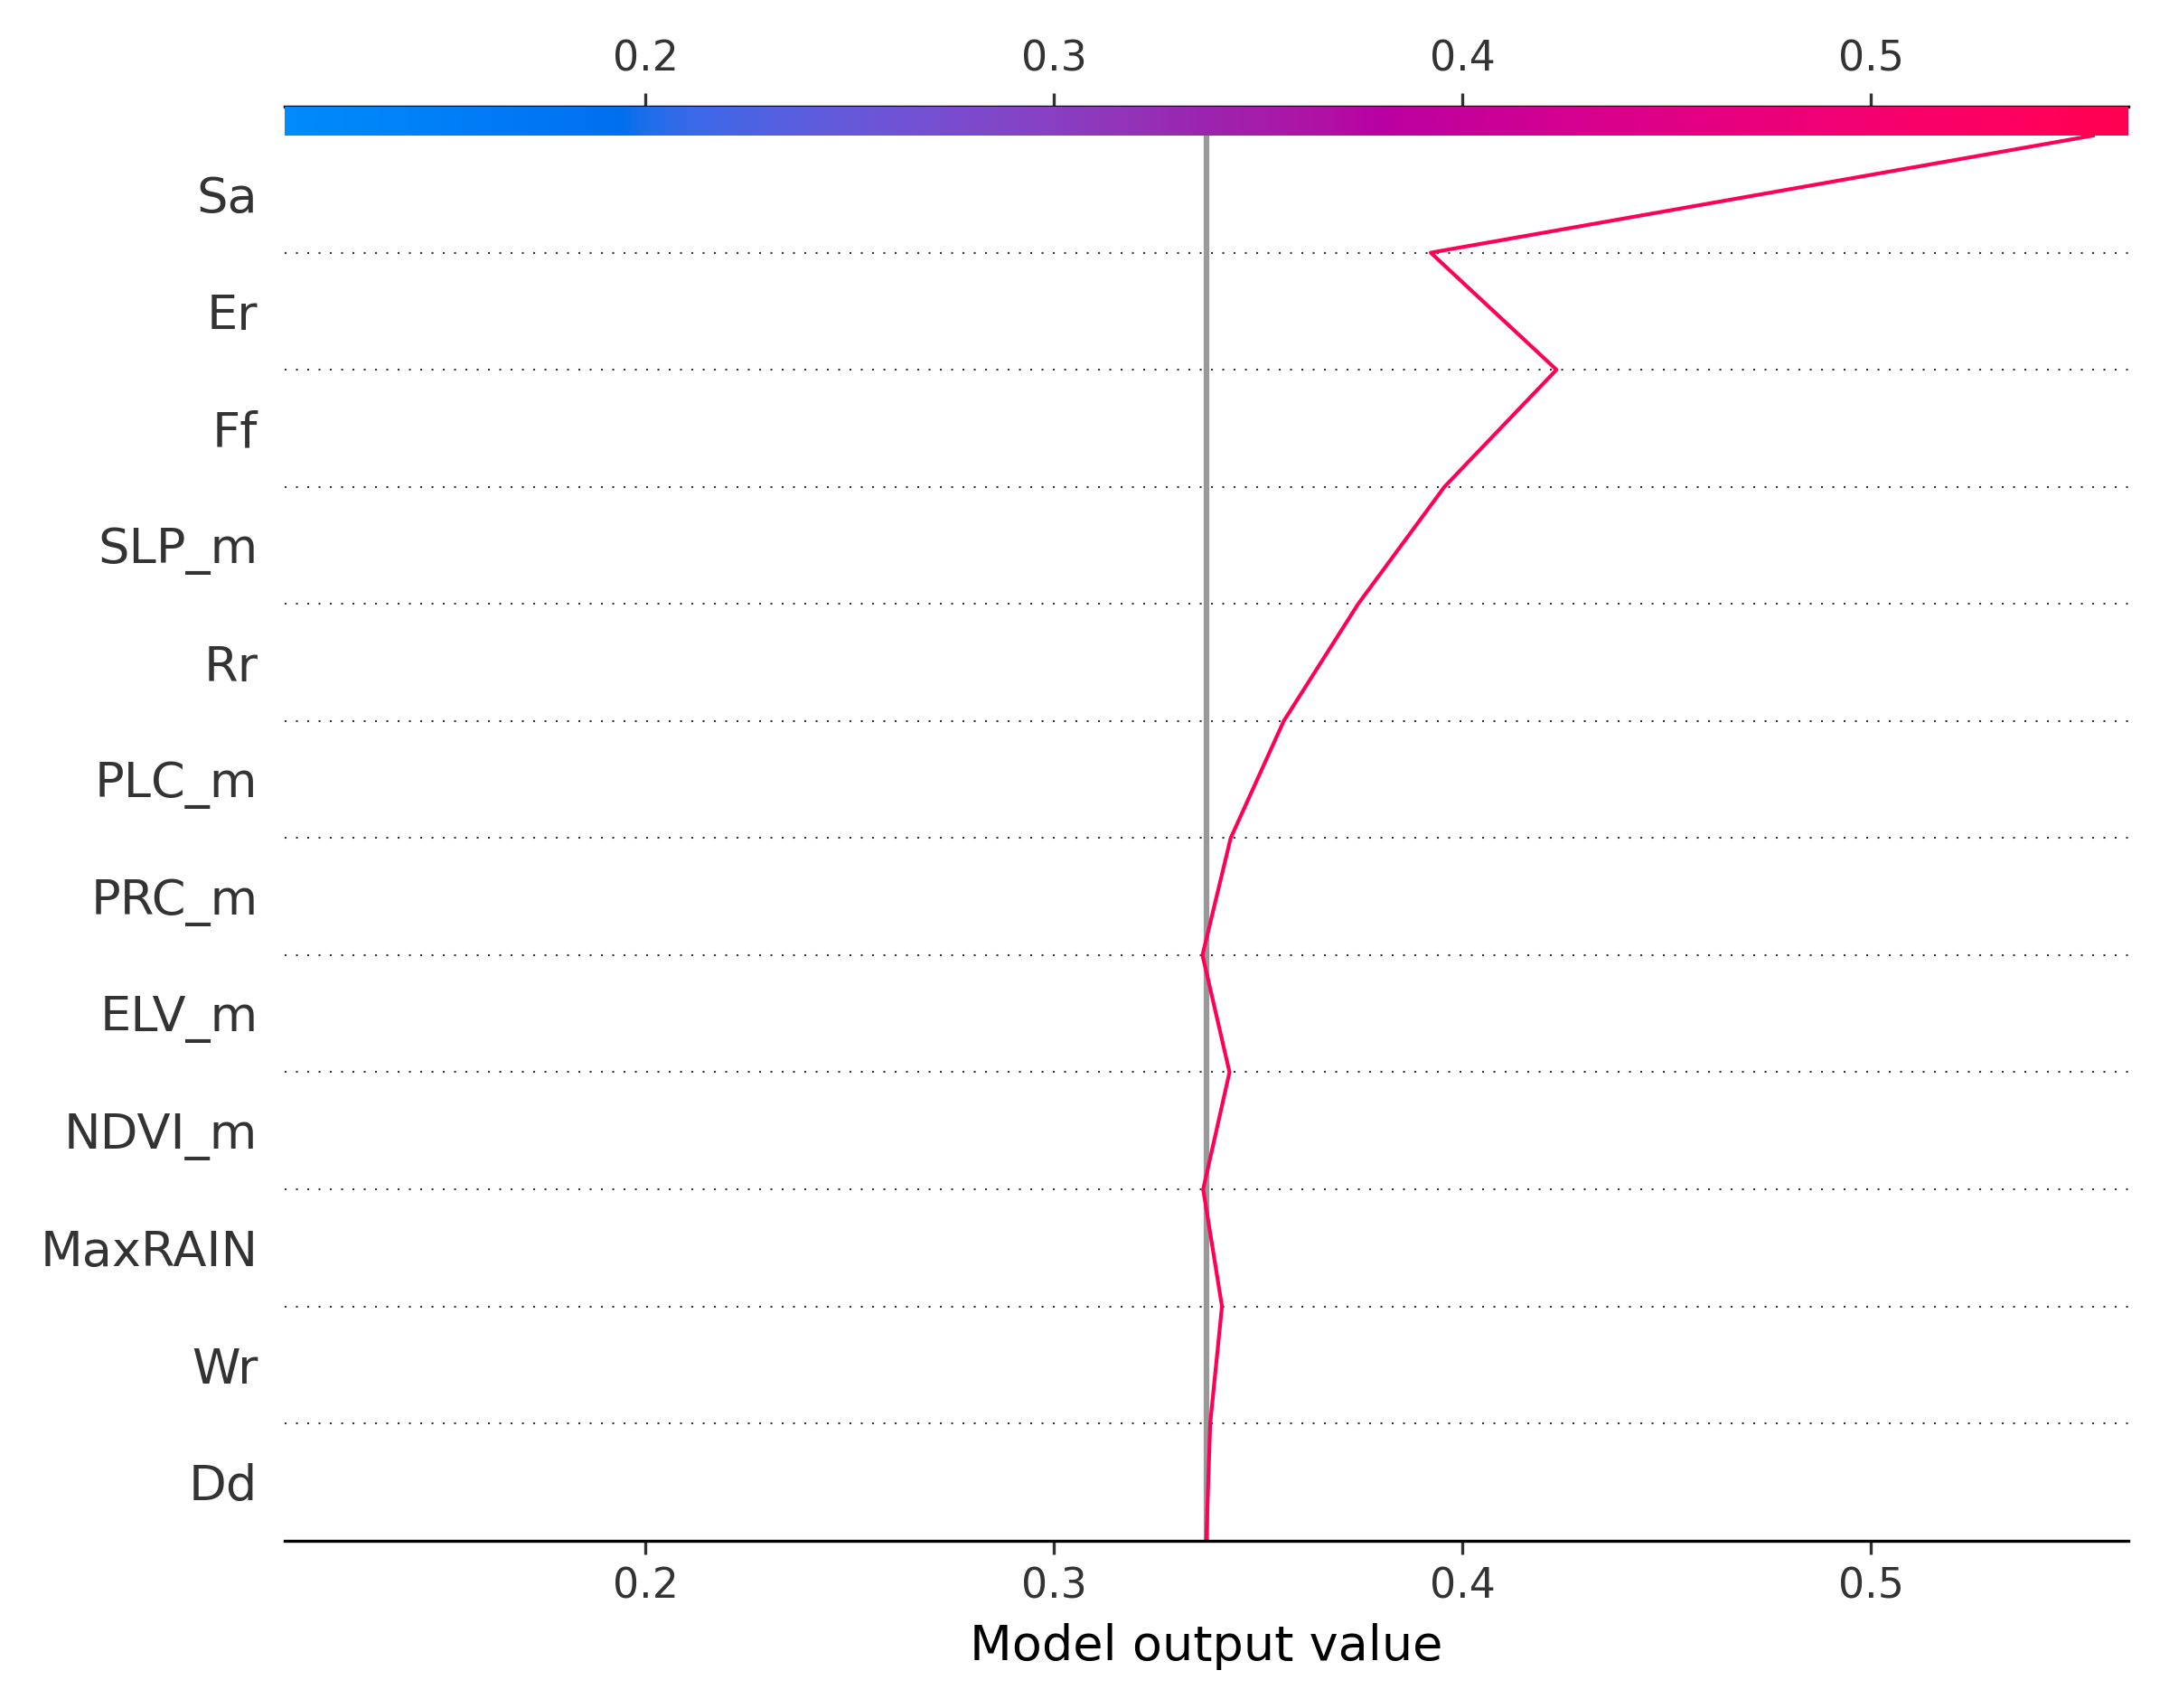 0.2 0.3 0.4 0.5
Sa
Er
Ff
SLP_m
Rr
PLC_m
PRC_m
ELV_m
NDVI_m
MaxRAIN
Wr
Dd
0.2 0.3 0.4 0.5
Model output value